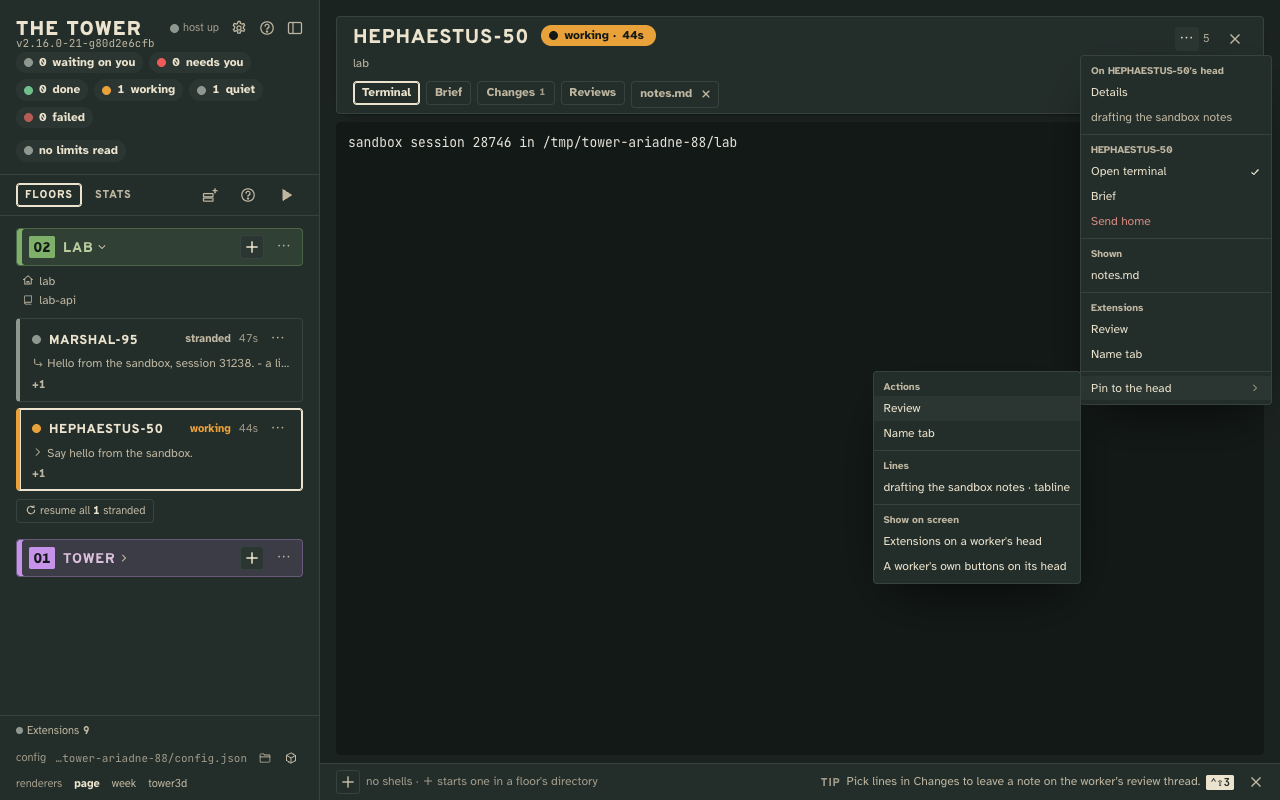 THE TOWER
host up
v2.16.0-21-g80d2e6cfb
0 waiting on you
0 needs you
0 done
1 working
1 quiet
0 failed
no limits read
FLOORS
STATS
02 LAB
lab
lab-api
MARSHAL-95 stranded 47s ...
Hello from the sandbox, session 31238. - a li…
+1
HEPHAESTUS-50 working 44s ...
Say hello from the sandbox.
+1
resume all 1 stranded
01 TOWER
Extensions 9
config …tower-ariadne-88/config.json
renderers page week tower3d
HEPHAESTUS-50 working · 44s
... 5
lab
Terminal
Brief
Changes 1
Reviews
notes.md
sandbox session 28746 in /tmp/tower-ariadne-88/lab
On HEPHAESTUS-50's head
Details
drafting the sandbox notes
HEPHAESTUS-50
Open terminal
Brief
Send home
Shown
notes.md
Extensions
Review
Name tab
Pin to the head
Actions
Review
Name tab
Lines
drafting the sandbox notes · tabline
Show on screen
Extensions on a worker's head
A worker's own buttons on its head
no shells · + starts one in a floor's directory
TIP Pick lines in Changes to leave a note on the worker's review thread. ⌃⇧3